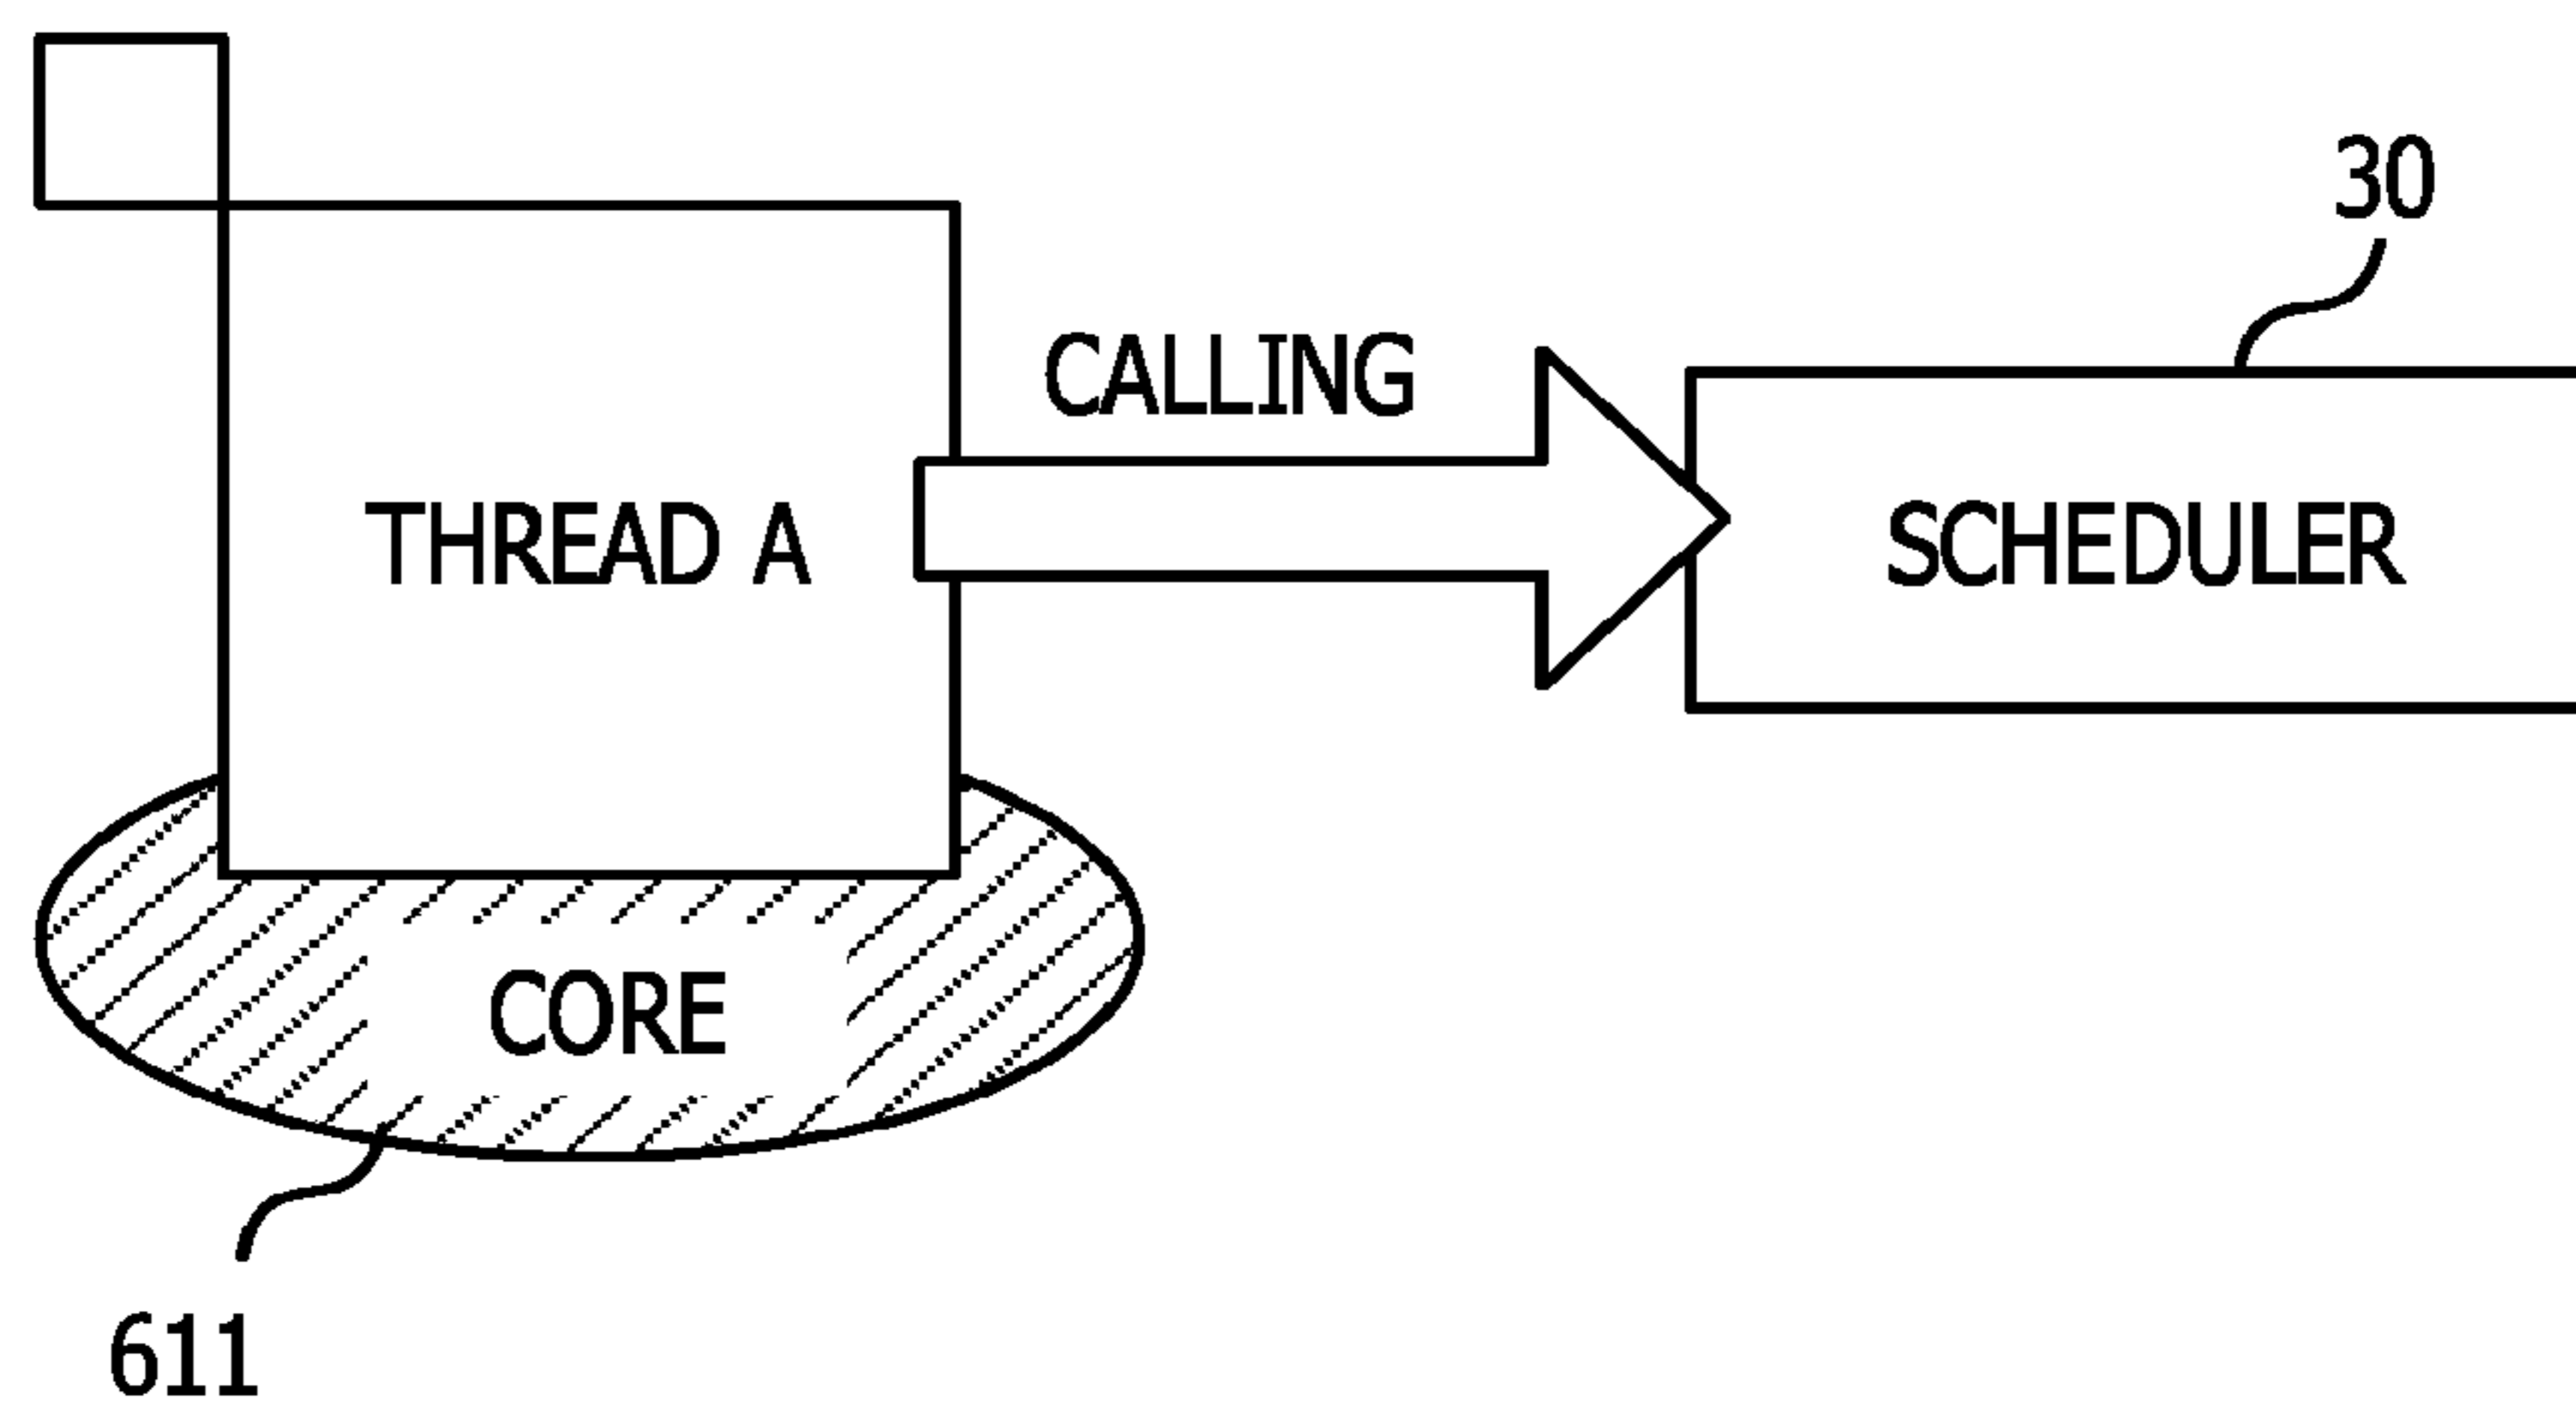 30
CALLING
THREAD A
SCHEDULER
CORE
611